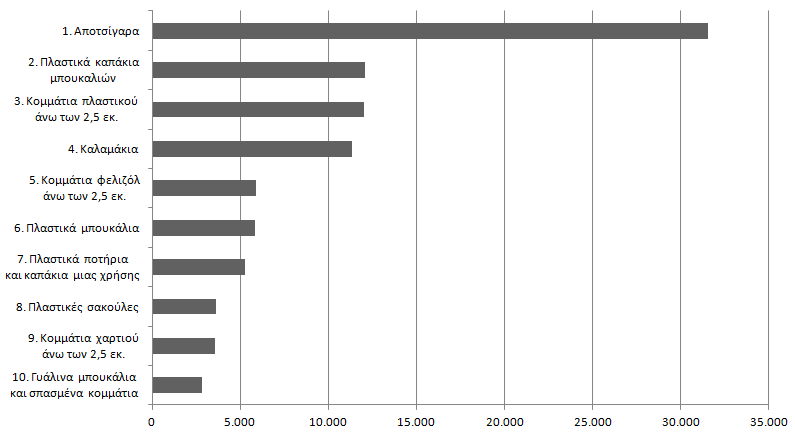 1. Αποτσίγαρα
2. Πλαστικά καπάκια
μπουκαλιών
3. Κομμάτια πλαστικού
άνω των 2,5 εκ.
4. Καλαμάκια
5. Κομμάτια φελιζόλ
άνω των 2,5 εκ.
6. Πλαστικά μπουκάλια
7. Πλαστικά ποτήρια
και καπάκια μιας χρήσης
8. Πλαστικές σακούλες
9. Κομμάτια χαρτιού
άνω των 2,5 εκ.
10. Γυάλινα μπουκάλια
και σπασμένα κομμάτια
0 5.000 10.000 15.000 20.000 25.000 30.000 35.000